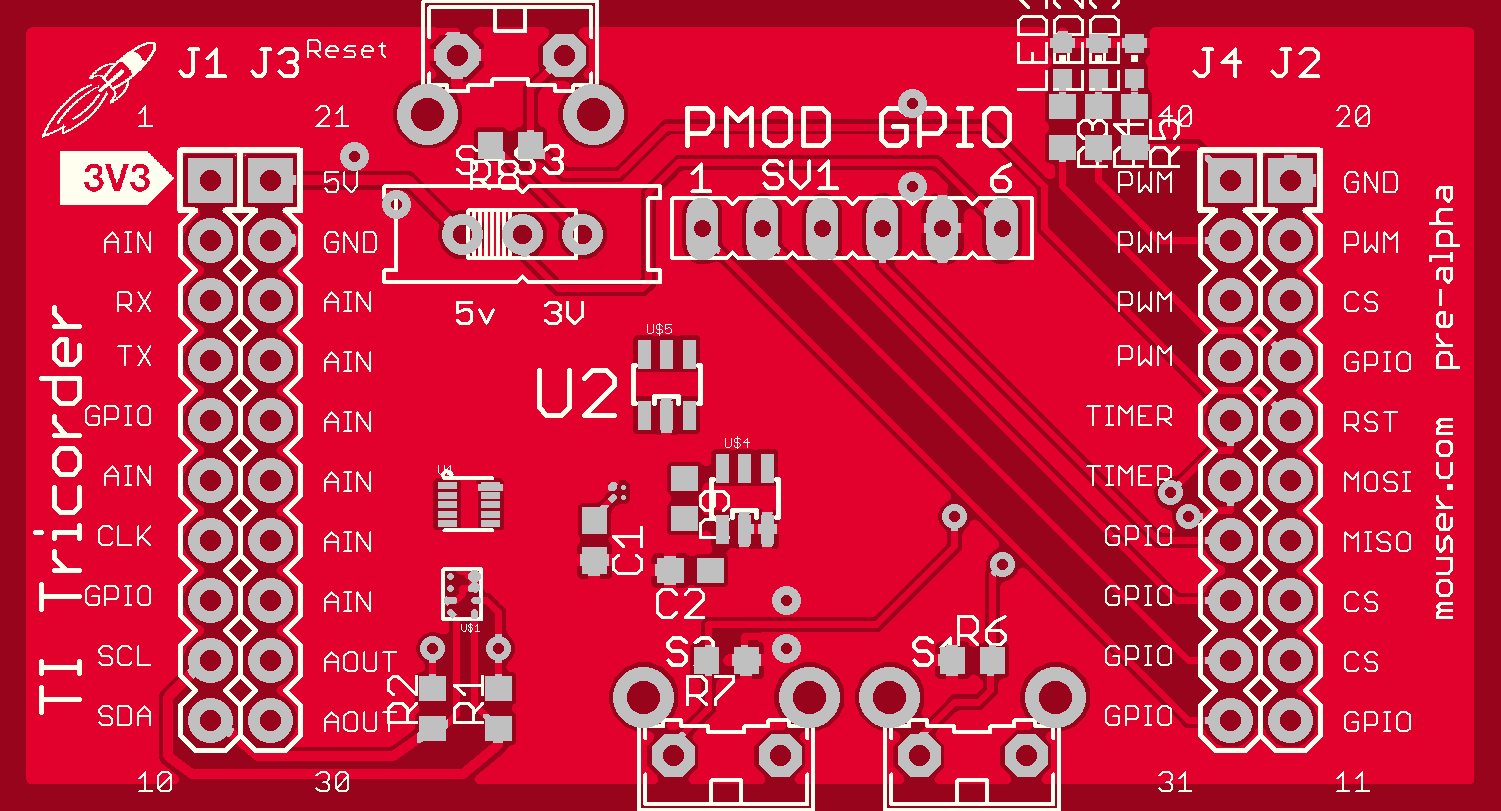 J1 J3 Reset
J4 J2
1
21
40
20
LED1
PMOD GPIO
S3
R8
R3
R4
R5
3V3
5V
1
SV1
6
PWM
GND
AIN
GND
PWM
PWM
RX
AIN
5v
3V
PWM
CS
TX
AIN
U$5
PWM
GPIO
U2
GPIO
AIN
TIMER
RST
U$4
AIN
AIN
TIMER
MOSI
CLK
AIN
C1
GPIO
MISO
GPIO
AIN
C2
GPIO
CS
U$1
SCL
AOUT
S2
R7
S1
R6
GPIO
CS
SDA
AOUT
R2
R1
GPIO
GPIO
10
30
31
11
TI Tricorder
mouser.com pre-alpha